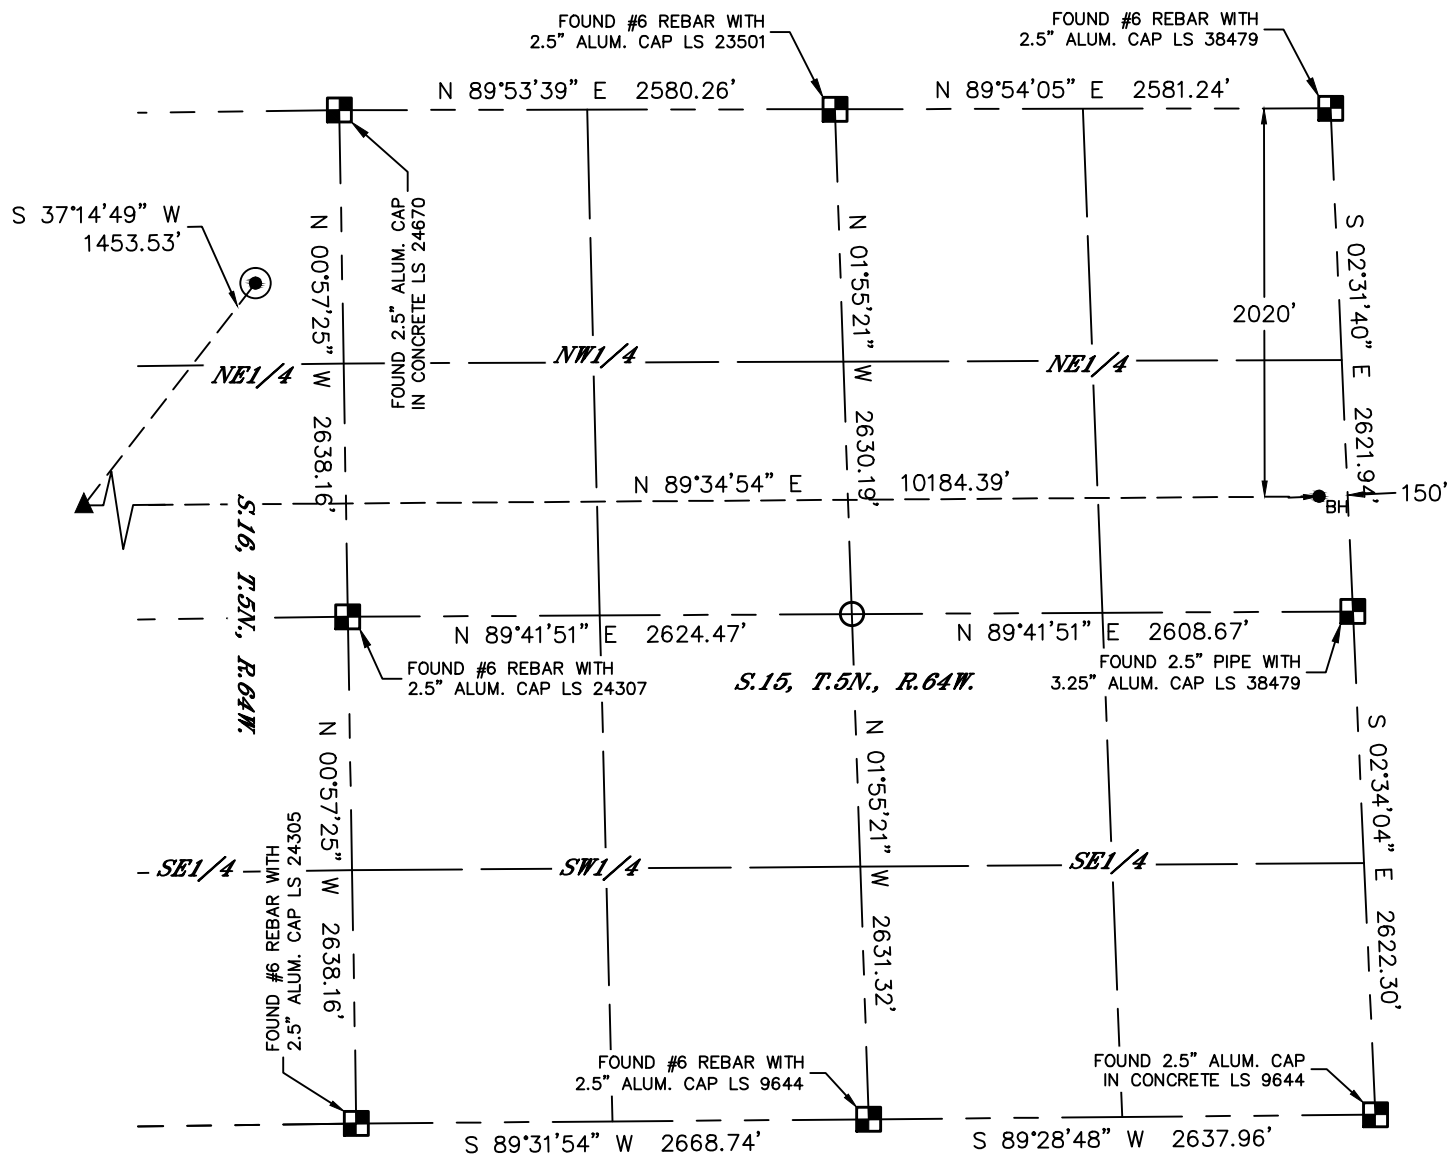 FOUND #6 REBAR WITH
2.5" ALUM. CAP LS 23501
FOUND #6 REBAR WITH
2.5" ALUM. CAP LS 38479
N 89°53'39" E 2580.26'
N 89°54'05" E 2581.24'
S 37°14'49" W
1453.53'
FOUND 2.5" ALUM. CAP
IN CONCRETE LS 24670
N 00°57'25" W 2638.16'
N 01°55'21" W 2630.19'
S 02°31'40" E 2621.94'
2020'
NE1/4
NW1/4
NE1/4
N 89°34'54" E 10184.39'
BH
150'
S.16, T.5N., R.64W.
N 89°41'51" E 2624.47'
N 89°41'51" E 2608.67'
FOUND #6 REBAR WITH
2.5" ALUM. CAP LS 24307
S.15, T.5N., R.64W.
FOUND 2.5" PIPE WITH
3.25" ALUM. CAP LS 38479
N 00°57'25" W 2638.16'
N 01°55'21" W 2631.32'
S 02°34'04" E 2622.30'
SE1/4
SW1/4
SE1/4
FOUND #6 REBAR WITH
2.5" ALUM. CAP LS 24305
FOUND #6 REBAR WITH
2.5" ALUM. CAP LS 9644
FOUND 2.5" ALUM. CAP
IN CONCRETE LS 9644
S 89°31'54" W 2668.74'
S 89°28'48" W 2637.96'